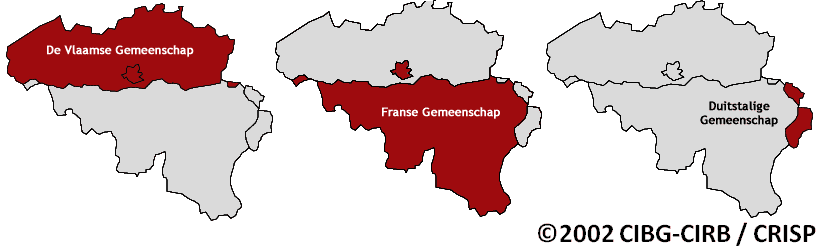 De Vlaamse Gemeenschap
Franse Gemeenschap
Duitstalige
Gemeenschap
©2002 CIBG-CIRB / CRISP